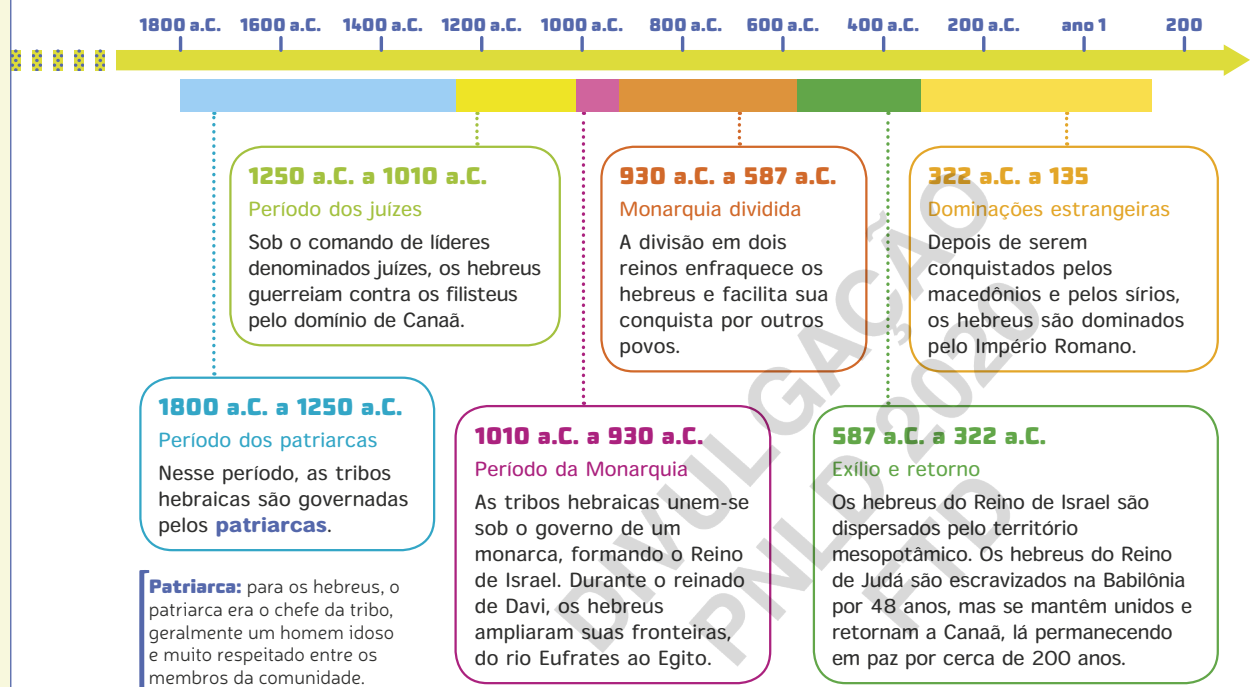 1800 a.C. 1600 a.C. 1400 a.C. 1200 a.C. 1000 a.C. 800 a.C. 600 a.C. 400 a.C. 200 a.C. ano 1 200
1250 a.C. a 1010 a.C.
Período dos juízes
Sob o comando de líderes
denominados juízes, os hebreus
guerreiam contra os filisteus
pelo domínio de Canaã.
930 a.C. a 587 a.C.
Monarquia dividida
A divisão em dois
reinos enfraquece os
hebreus e facilita sua
conquista por outros
povos.
322 a.C. a 135
Dominações estrangeiras
Depois de serem
conquistados pelos
macedônios e pelos sírios,
os hebreus são dominados
pelo Império Romano.
1800 a.C. a 1250 a.C.
Período dos patriarcas
Nesse período, as tribos
hebraicas são governadas
pelos patriarcas.
1010 a.C. a 930 a.C.
Período da Monarquia
As tribos hebraicas unem-se
sob o governo de um
monarca, formando o Reino
de Israel. Durante o reinado
de Davi, os hebreus
ampliaram suas fronteiras,
do rio Eufrates ao Egito.
587 a.C. a 322 a.C.
Exílio e retorno
Os hebreus do Reino de Israel são
dispersados pelo território
mesopotâmico. Os hebreus do Reino
de Judá são escravizados na Babilônia
por 48 anos, mas se mantêm unidos e
retornam a Canaã, lá permanecendo
em paz por cerca de 200 anos.
Patriarca: para os hebreus, o
patriarca era o chefe da tribo,
geralmente um homem idoso
e muito respeitado entre os
membros da comunidade.
DIVULGAÇÃO
PNLD 2020
FTD